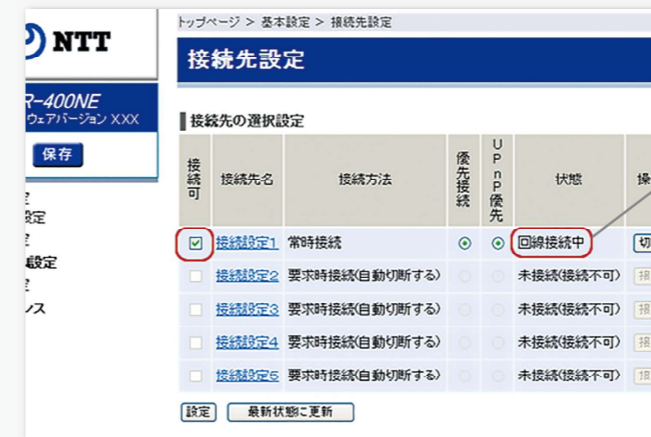 トップページ > 基本設定 > 接続先設定
NTT
接続先設定
R-400NE
ウェアバージョン XXX
保存
設定
ンス
接続先の選択設定
接続可 接続先名 接続方法 優先接続 UPnP優先 状態 操
接続設定1 常時接続 回線接続中 切
接続設定2 要求時接続(自動切断する) 未接続(接続不可)
接続設定3 要求時接続(自動切断する) 未接続(接続不可)
接続設定4 要求時接続(自動切断する) 未接続(接続不可)
接続設定5 要求時接続(自動切断する) 未接続(接続不可)
設定 最新状態に更新